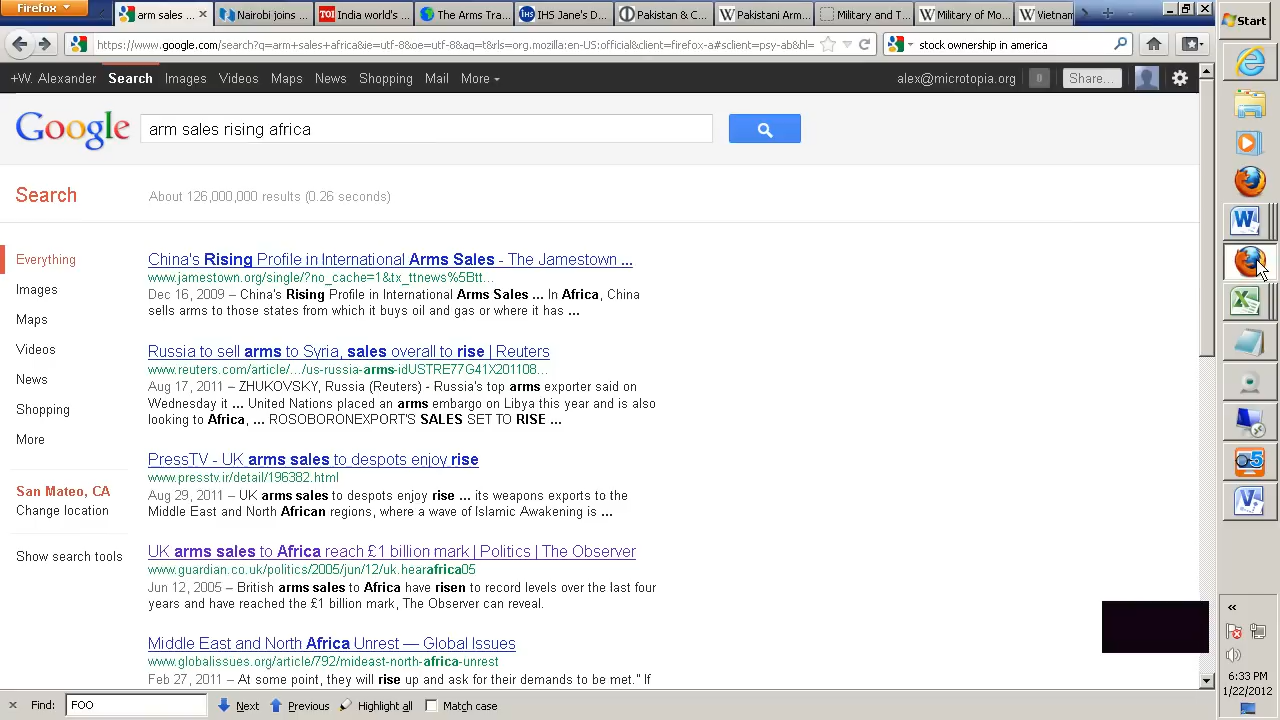 Firefox
arm sales ...
Nairobi joins ...
India world's ...
The Arms Tra...
IHS Jane's D...
Pakistan & C...
Pakistani Arm...
Military and T...
Military of Mo...
Vietnam
Start
https://www.google.com/search?q=arm+sales+africa&ie=utf-8&oe=utf-8&aq=t&rls=org.mozilla:en-US:official&client=firefox-a#sclient=psy-ab&hl=
stock ownership in america
+W. Alexander Search Images Videos Maps News Shopping Mail More
alex@microtopia.org 0 Share...
Google
arm sales rising africa
Search
About 126,000,000 results (0.26 seconds)
Everything
Images
Maps
Videos
News
Shopping
More
San Mateo, CA
Change location
Show search tools
China's Rising Profile in International Arms Sales - The Jamestown ...
www.jamestown.org/single/?no_cache=1&tx_ttnews%5Btt...
Dec 16, 2009 – China's Rising Profile in International Arms Sales ... In Africa, China
sells arms to those states from which it buys oil and gas or where it has ...
Russia to sell arms to Syria, sales overall to rise | Reuters
www.reuters.com/article/.../us-russia-arms-idUSTRE77G41X201108...
Aug 17, 2011 – ZHUKOVSKY, Russia (Reuters) - Russia's top arms exporter said on
Wednesday it ... United Nations placed an arms embargo on Libya this year and is also
looking to Africa, ... ROSOBORONEXPORT'S SALES SET TO RISE ...
PressTV - UK arms sales to despots enjoy rise
www.presstv.ir/detail/196382.html
Aug 29, 2011 – UK arms sales to despots enjoy rise ... its weapons exports to the
Middle East and North African regions, where a wave of Islamic Awakening is ...
UK arms sales to Africa reach £1 billion mark | Politics | The Observer
www.guardian.co.uk/politics/2005/jun/12/uk.hearafrica05
Jun 12, 2005 – British arms sales to Africa have risen to record levels over the last four
years and have reached the £1 billion mark, The Observer can reveal.
Middle East and North Africa Unrest — Global Issues
www.globalissues.org/article/792/mideast-north-africa-unrest
Feb 27, 2011 – At some point, they will rise up and ask for their demands to be met." If
Find: FOO Next Previous Highlight all Match case
6:33 PM
1/22/2012